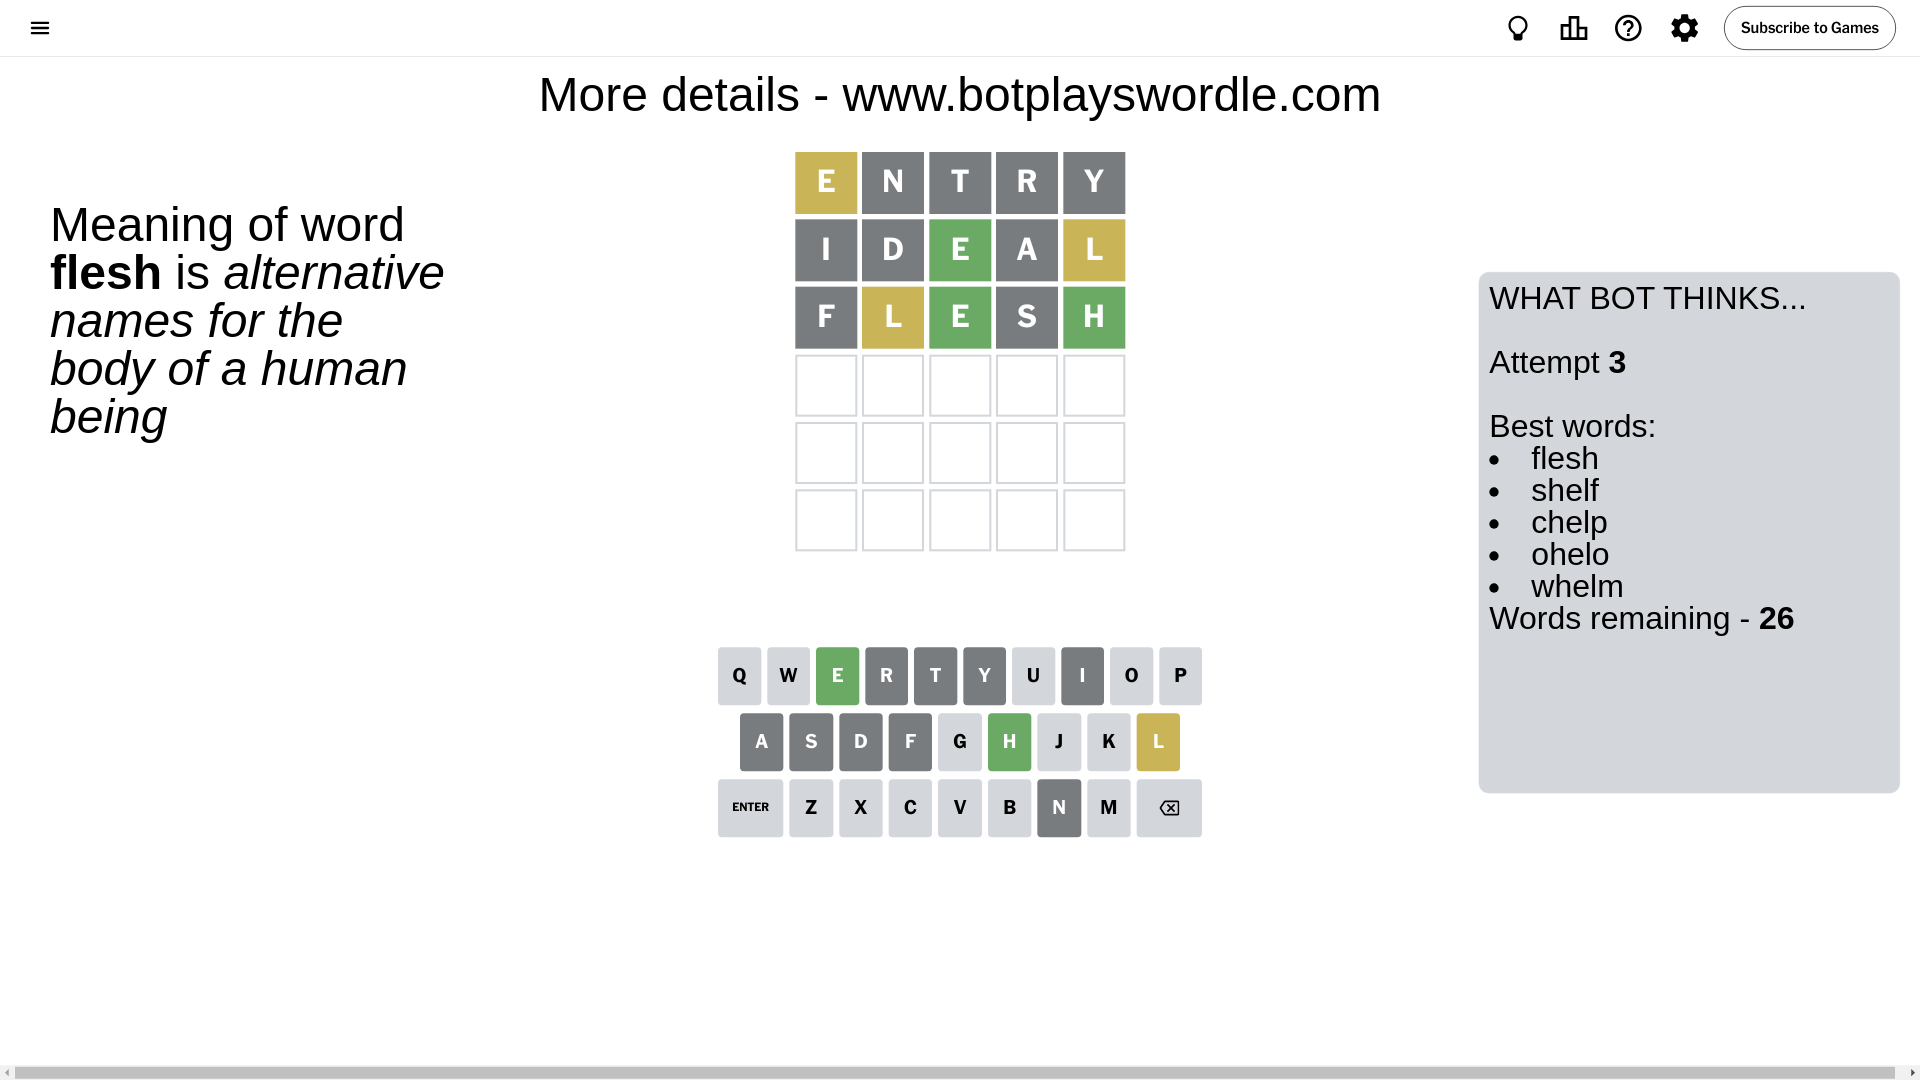 Subscribe to Games
More details - www.botplayswordle.com
Meaning of word
flesh is alternative
names for the
body of a human
being
E N T R Y
I D E A L
F L E S H
WHAT BOT THINKS...
Attempt 3
Best words:
• flesh
• shelf
• chelp
• ohelo
• whelm
Words remaining - 26
Q W E R T Y U I O P
A S D F G H J K L
ENTER Z X C V B N M